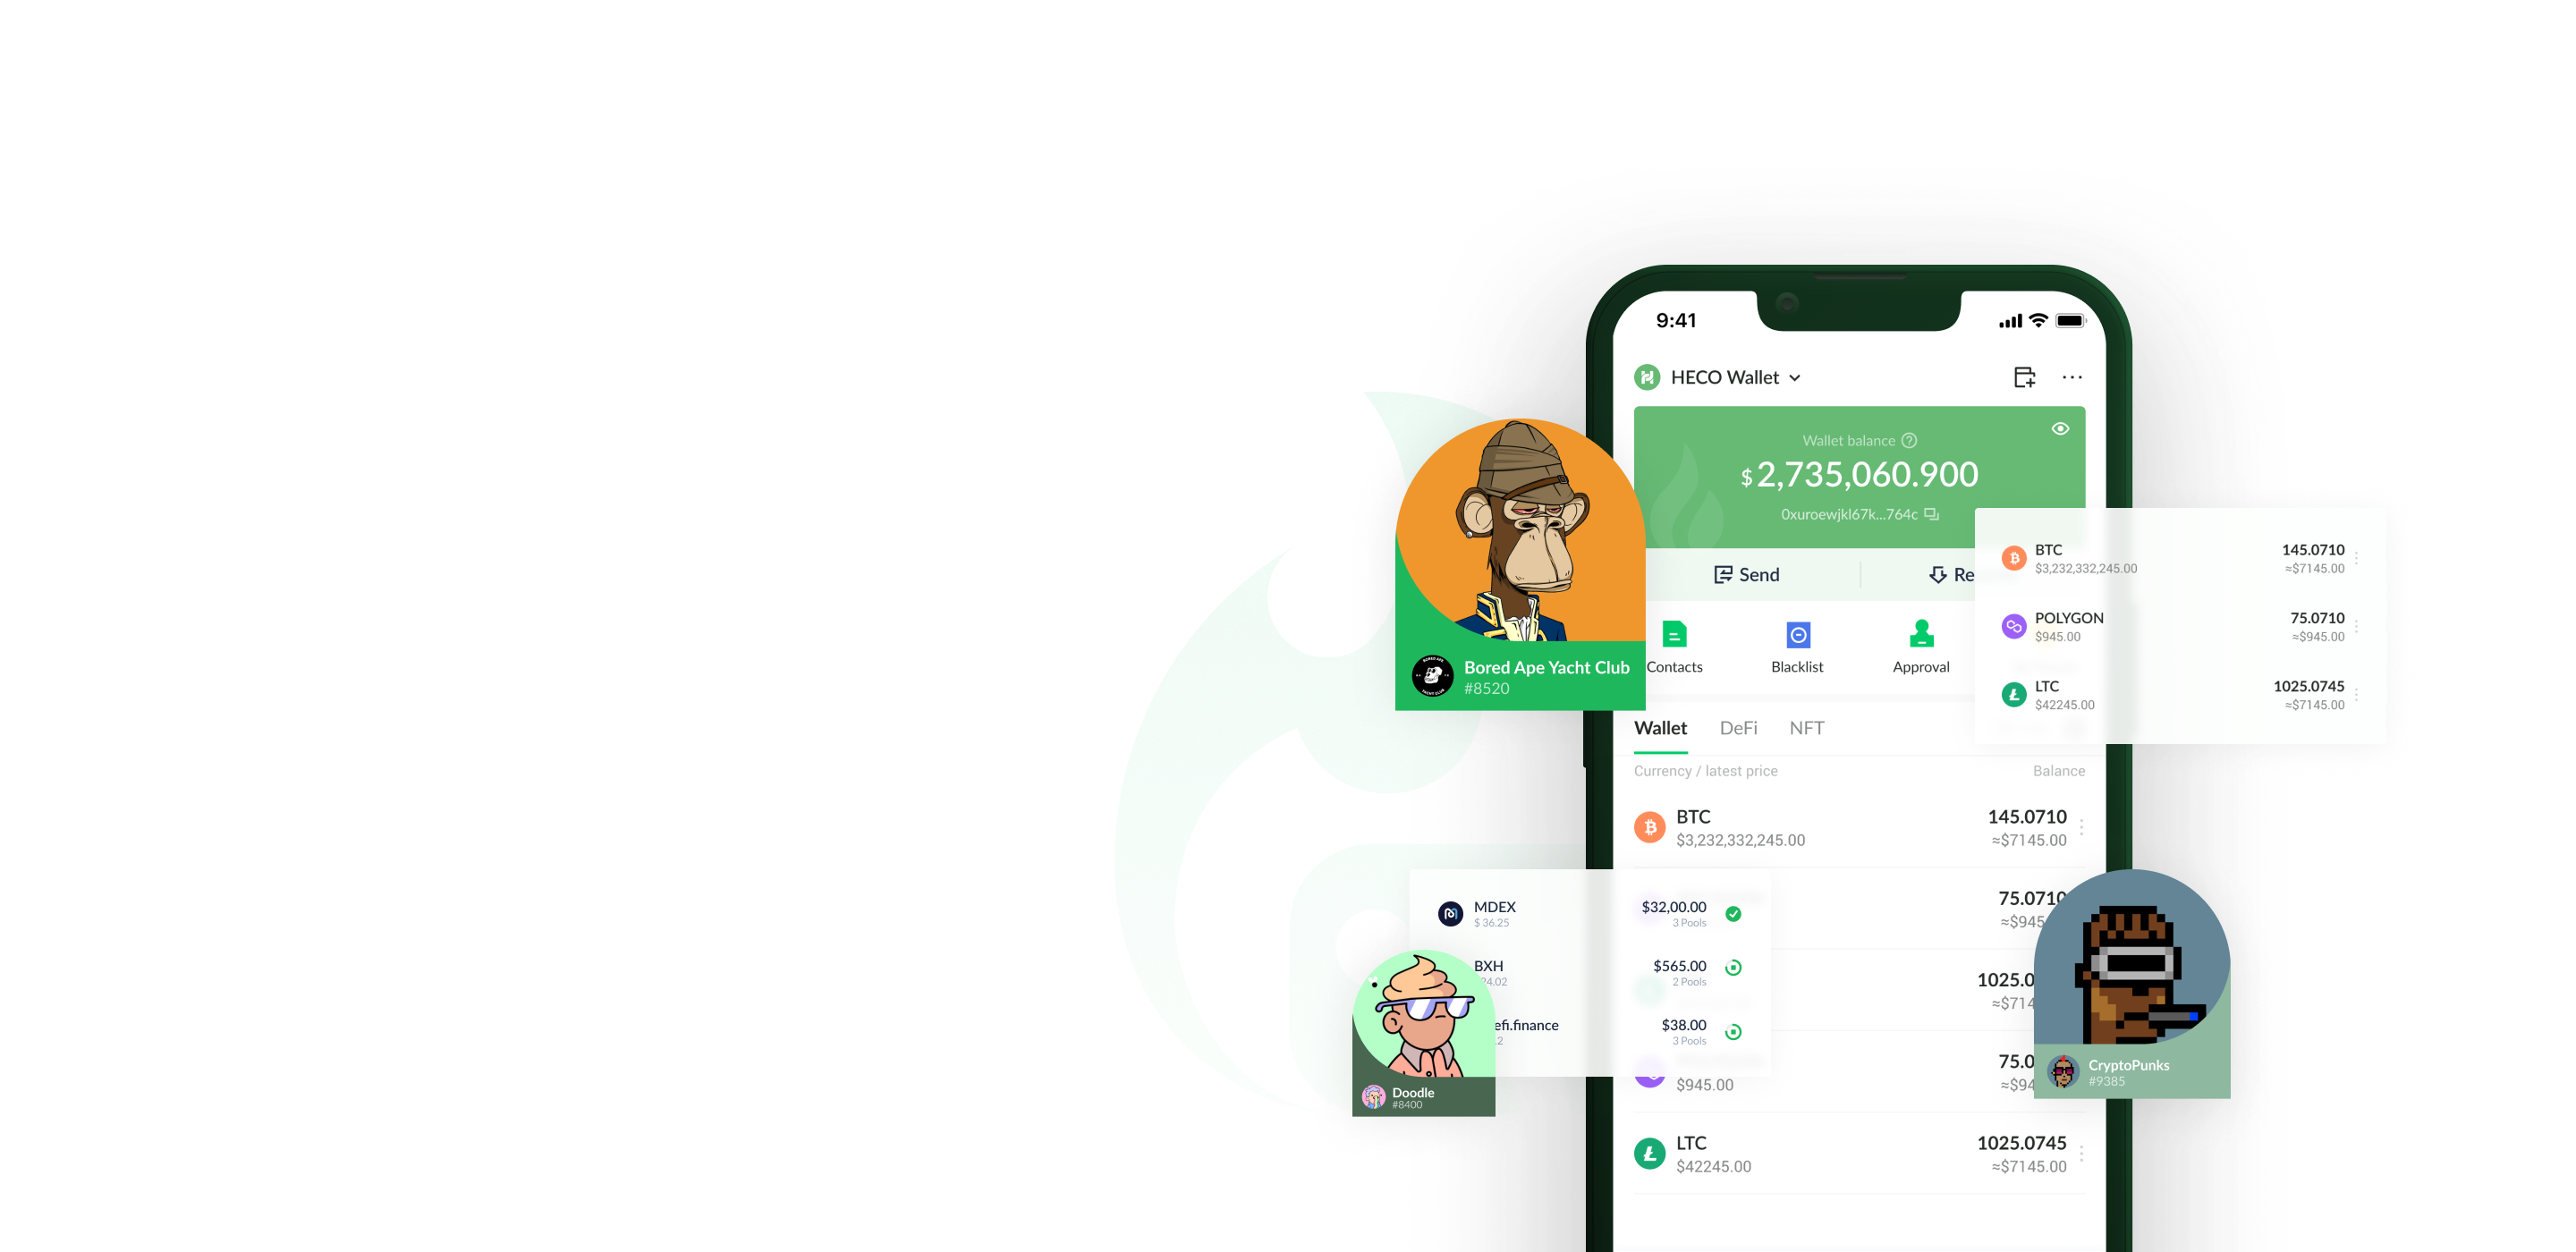 9:41
HECO Wallet
Wallet balance
$2,735,060.900
0xuroewjkl67k...764c
Send
Re
Contacts
Blacklist
Approval
Bored Ape Yacht Club
#8520
BTC 145.0710
$3,232,332,245.00 ≈$7145.00
POLYGON 75.0710
$945.00 ≈$945.00
LTC 1025.0745
$42245.00 ≈$7145.00
Wallet DeFi NFT
Currency / latest price Balance
BTC 145.0710
$3,232,332,245.00 ≈$7145.00
75.0710
≈$945
1025.0
≈$714
75.0
$945.00 ≈$94
LTC 1025.0745
$42245.00 ≈$7145.00
MDEX $32,00.00
$ 36.25 3 Pools
BXH $565.00
24.02 2 Pools
efi.finance $38.00
2 3 Pools
Doodle
#8400
CryptoPunks
#9385